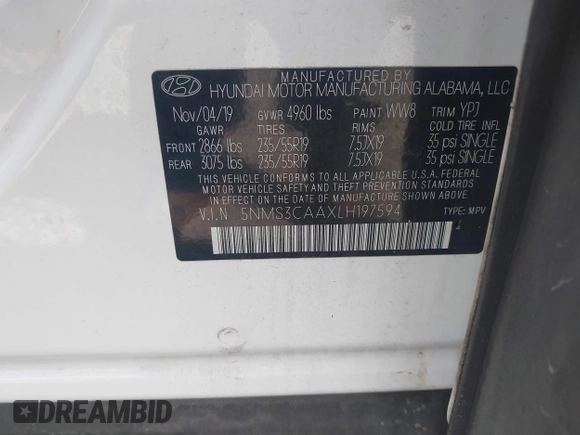 MANUFACTURED BY
HYUNDAI MOTOR MANUFACTURING ALABAMA, LLC
Nov/04/19 GVWR 4960 lbs PAINT WW8 TRIM YPJ
GAWR TIRES RIMS COLD TIRE INFL
FRONT 2866 lbs 235/55R19 7.5JX19 35 psi SINGLE
REAR 3075 lbs 235/55R19 7.5JX19 35 psi SINGLE
THIS VEHICLE CONFORMS TO ALL APPLICABLE U.S.A. FEDERAL
MOTOR VEHICLE SAFETY, BUMPER, AND THEFT PREVENTION
STANDARDS IN EFFECT ON THE DATE OF MANUFACTURE SHOWN ABOVE.
V.I.N 5NMS3CAAXLH197594 TYPE: MPV
DREAMBID